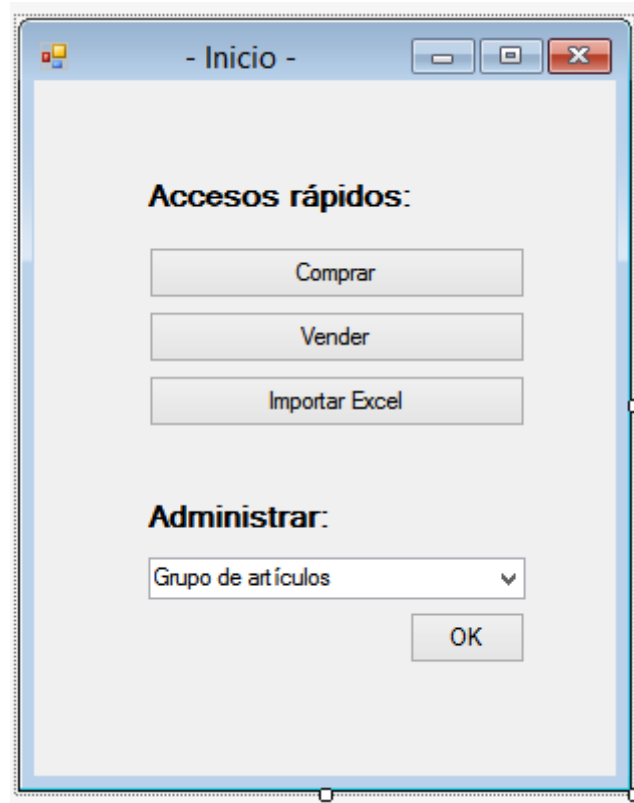 - Inicio -
Accesos rápidos:
Comprar
Vender
Importar Excel
Administrar:
Grupo de artículos
OK